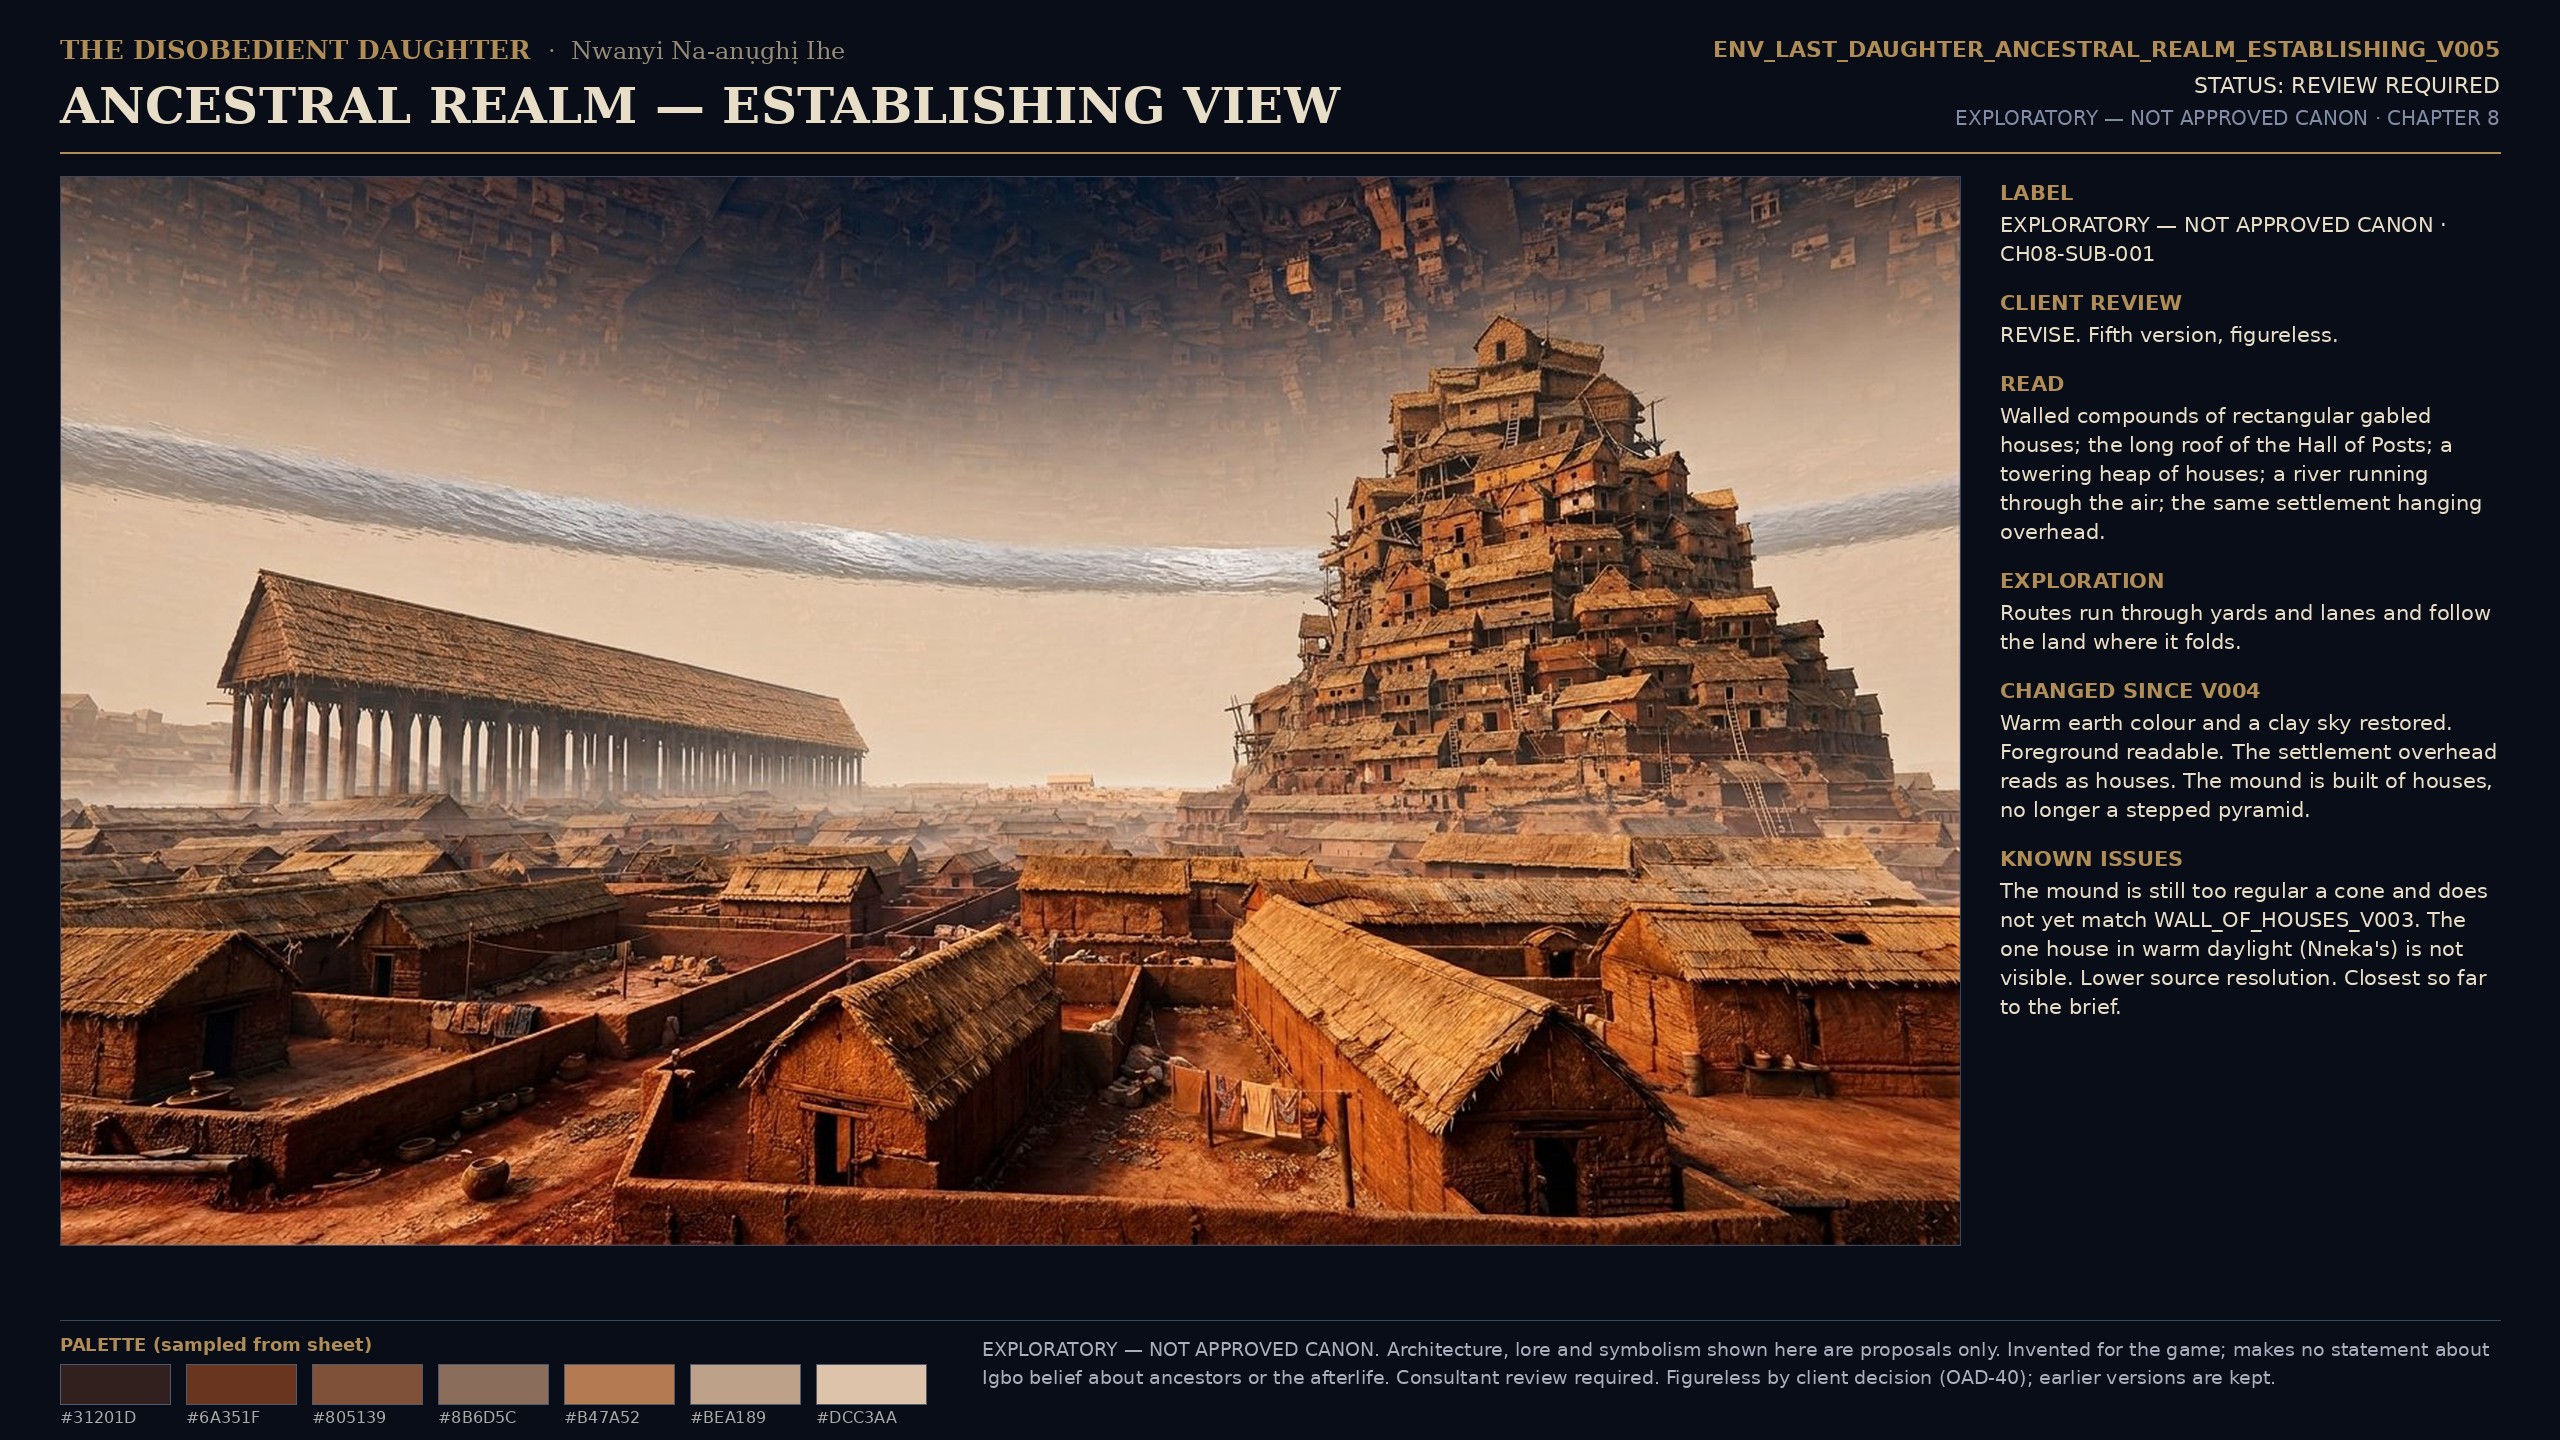 THE DISOBEDIENT DAUGHTER · Nwanyi Na-anụghị Ihe
ANCESTRAL REALM — ESTABLISHING VIEW
ENV_LAST_DAUGHTER_ANCESTRAL_REALM_ESTABLISHING_V005
STATUS: REVIEW REQUIRED
EXPLORATORY — NOT APPROVED CANON · CHAPTER 8
LABEL
EXPLORATORY — NOT APPROVED CANON ·
CH08-SUB-001
CLIENT REVIEW
REVISE. Fifth version, figureless.
READ
Walled compounds of rectangular gabled
houses; the long roof of the Hall of Posts; a
towering heap of houses; a river running
through the air; the same settlement hanging
overhead.
EXPLORATION
Routes run through yards and lanes and follow
the land where it folds.
CHANGED SINCE V004
Warm earth colour and a clay sky restored.
Foreground readable. The settlement overhead
reads as houses. The mound is built of houses,
no longer a stepped pyramid.
KNOWN ISSUES
The mound is still too regular a cone and does
not yet match WALL_OF_HOUSES_V003. The
one house in warm daylight (Nneka's) is not
visible. Lower source resolution. Closest so far
to the brief.
PALETTE (sampled from sheet)
#31201D #6A351F #805139 #8B6D5C #B47A52 #BEA189 #DCC3AA
EXPLORATORY — NOT APPROVED CANON. Architecture, lore and symbolism shown here are proposals only. Invented for the game; makes no statement about
Igbo belief about ancestors or the afterlife. Consultant review required. Figureless by client decision (OAD-40); earlier versions are kept.